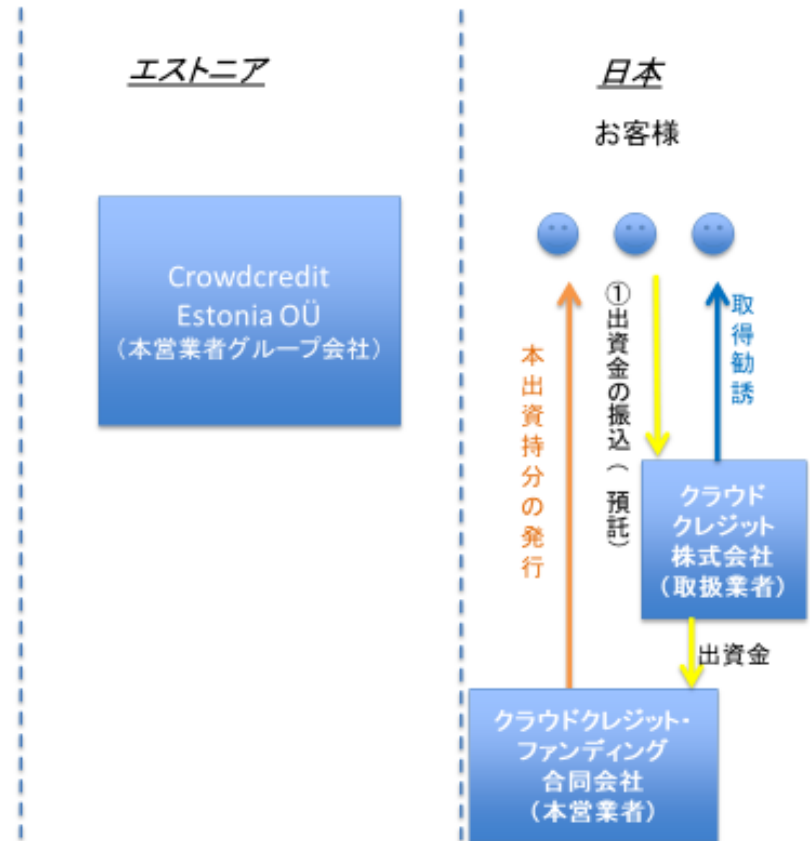 エストニア
日本
お客様
Crowdcredit
Estonia OÜ
（本営業者グループ会社）
本出資持分の発行
①出資金の振込（預託）
取得勧誘
クラウド
クレジット
株式会社
（取扱業者）
出資金
クラウドクレジット・
ファンディング
合同会社
（本営業者）